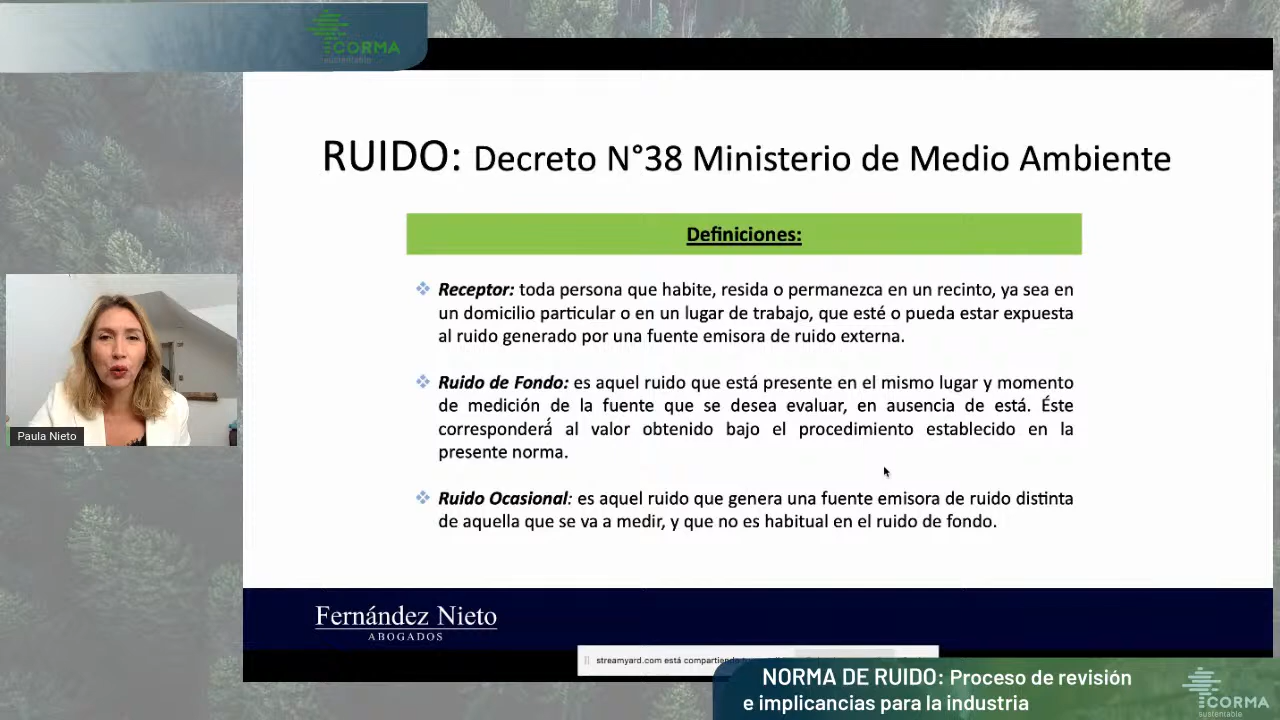 CORMA
sustentable
RUIDO: Decreto N°38 Ministerio de Medio Ambiente
Definiciones:
Receptor: toda persona que habite, resida o permanezca en un recinto, ya sea en
un domicilio particular o en un lugar de trabajo, que esté o pueda estar expuesta
al ruido generado por una fuente emisora de ruido externa.
Ruido de Fondo: es aquel ruido que está presente en el mismo lugar y momento
de medición de la fuente que se desea evaluar, en ausencia de está. Éste
corresponderá al valor obtenido bajo el procedimiento establecido en la
presente norma.
Ruido Ocasional: es aquel ruido que genera una fuente emisora de ruido distinta
de aquella que se va a medir, y que no es habitual en el ruido de fondo.
Paula Nieto
Fernández Nieto
ABOGADOS
streamyard.com está
NORMA DE RUIDO: Proceso de revisión
e implicancias para la industria
CORMA
sustentable